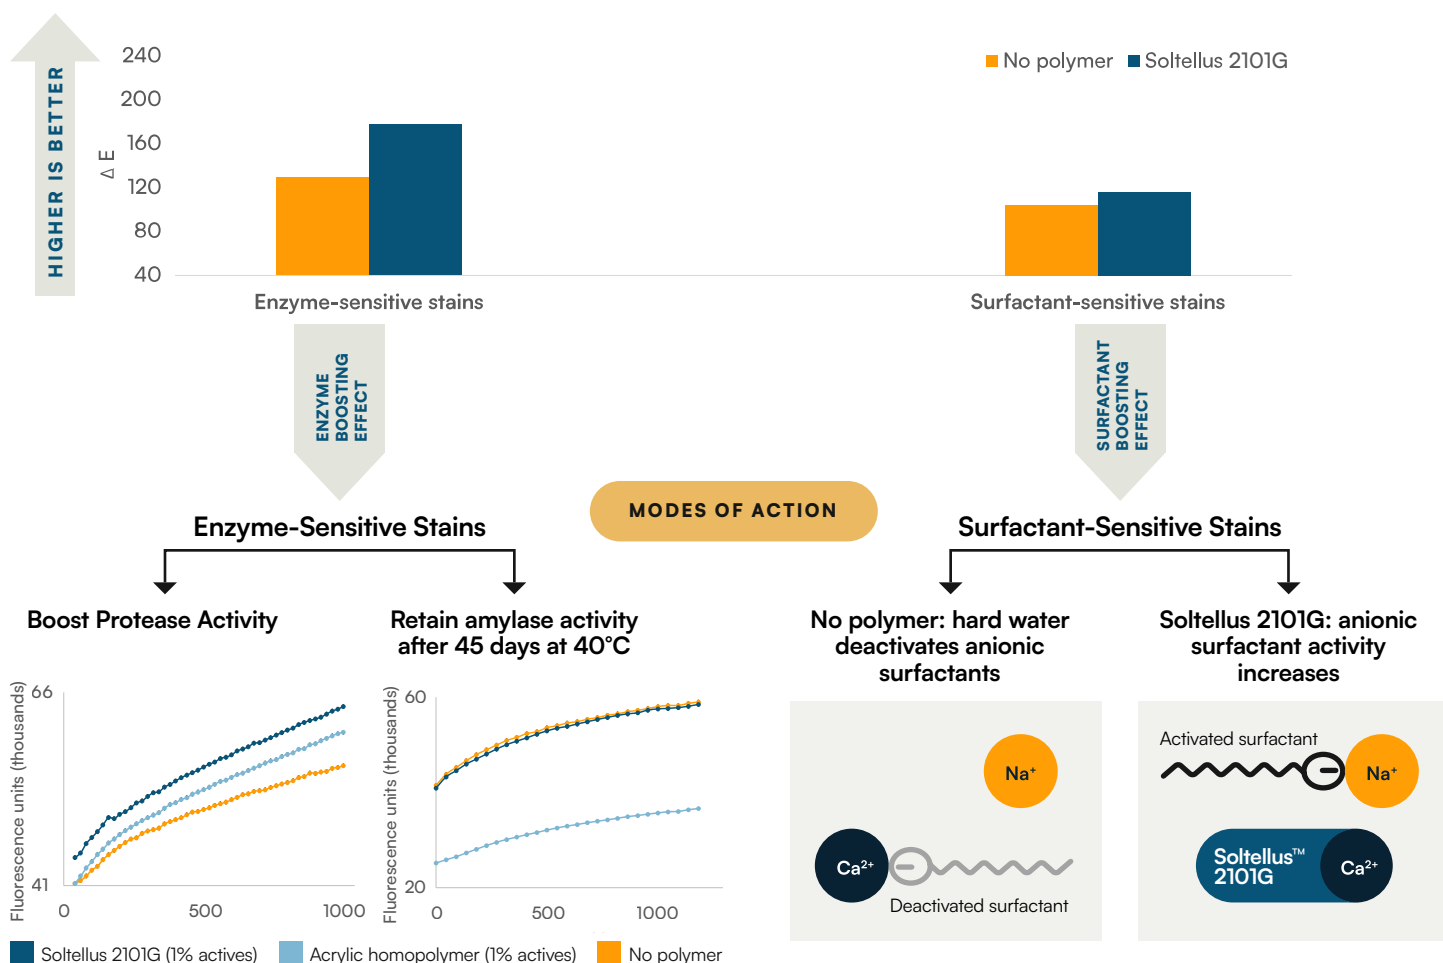 HIGHER IS BETTER
Δ E
240
200
160
120
80
40
No polymer
Soltellus 2101G
Enzyme-sensitive stains
Surfactant-sensitive stains
ENZYME
BOOSTING
EFFECT
SURFACTANT
BOOSTING
EFFECT
MODES OF ACTION
Enzyme-Sensitive Stains
Surfactant-Sensitive Stains
Boost Protease Activity
Retain amylase activity
after 45 days at 40°C
No polymer: hard water
deactivates anionic
surfactants
Soltellus 2101G: anionic
surfactant activity
increases
Fluorescence units (thousands)
66
41
0
500
1000
Fluorescence units (thousands)
60
20
0
500
1000
Na⁺
Ca²⁺
Deactivated surfactant
Activated surfactant
Na⁺
Soltellus™
2101G
Ca²⁺
Soltellus 2101G (1% actives)
Acrylic homopolymer (1% actives)
No polymer